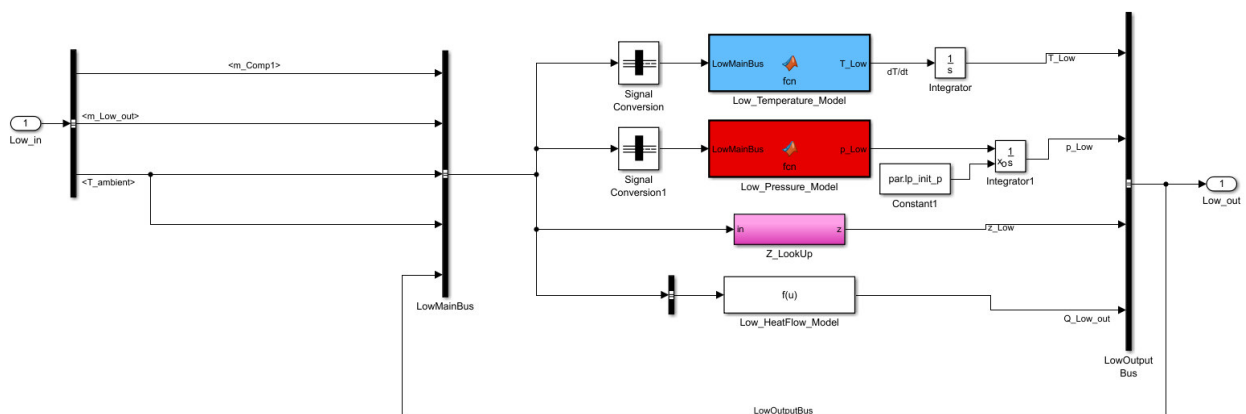 <m_Comp1>
<m_Low_out>
<T_ambient>
1
Low_in
LowMainBus
Signal
Conversion
LowMainBus
T_Low
fcn
Low_Temperature_Model
dT/dt
1
s
Integrator
T_Low
Signal
Conversion1
LowMainBus
p_Low
fcn
Low_Pressure_Model
par.lp_init_p
Constant1
1
xo s
Integrator1
p_Low
in
z
Z_LookUp
z_Low
f(u)
Low_HeatFlow_Model
Q_Low_out
LowOutput
Bus
1
Low_out
LowOutputBus